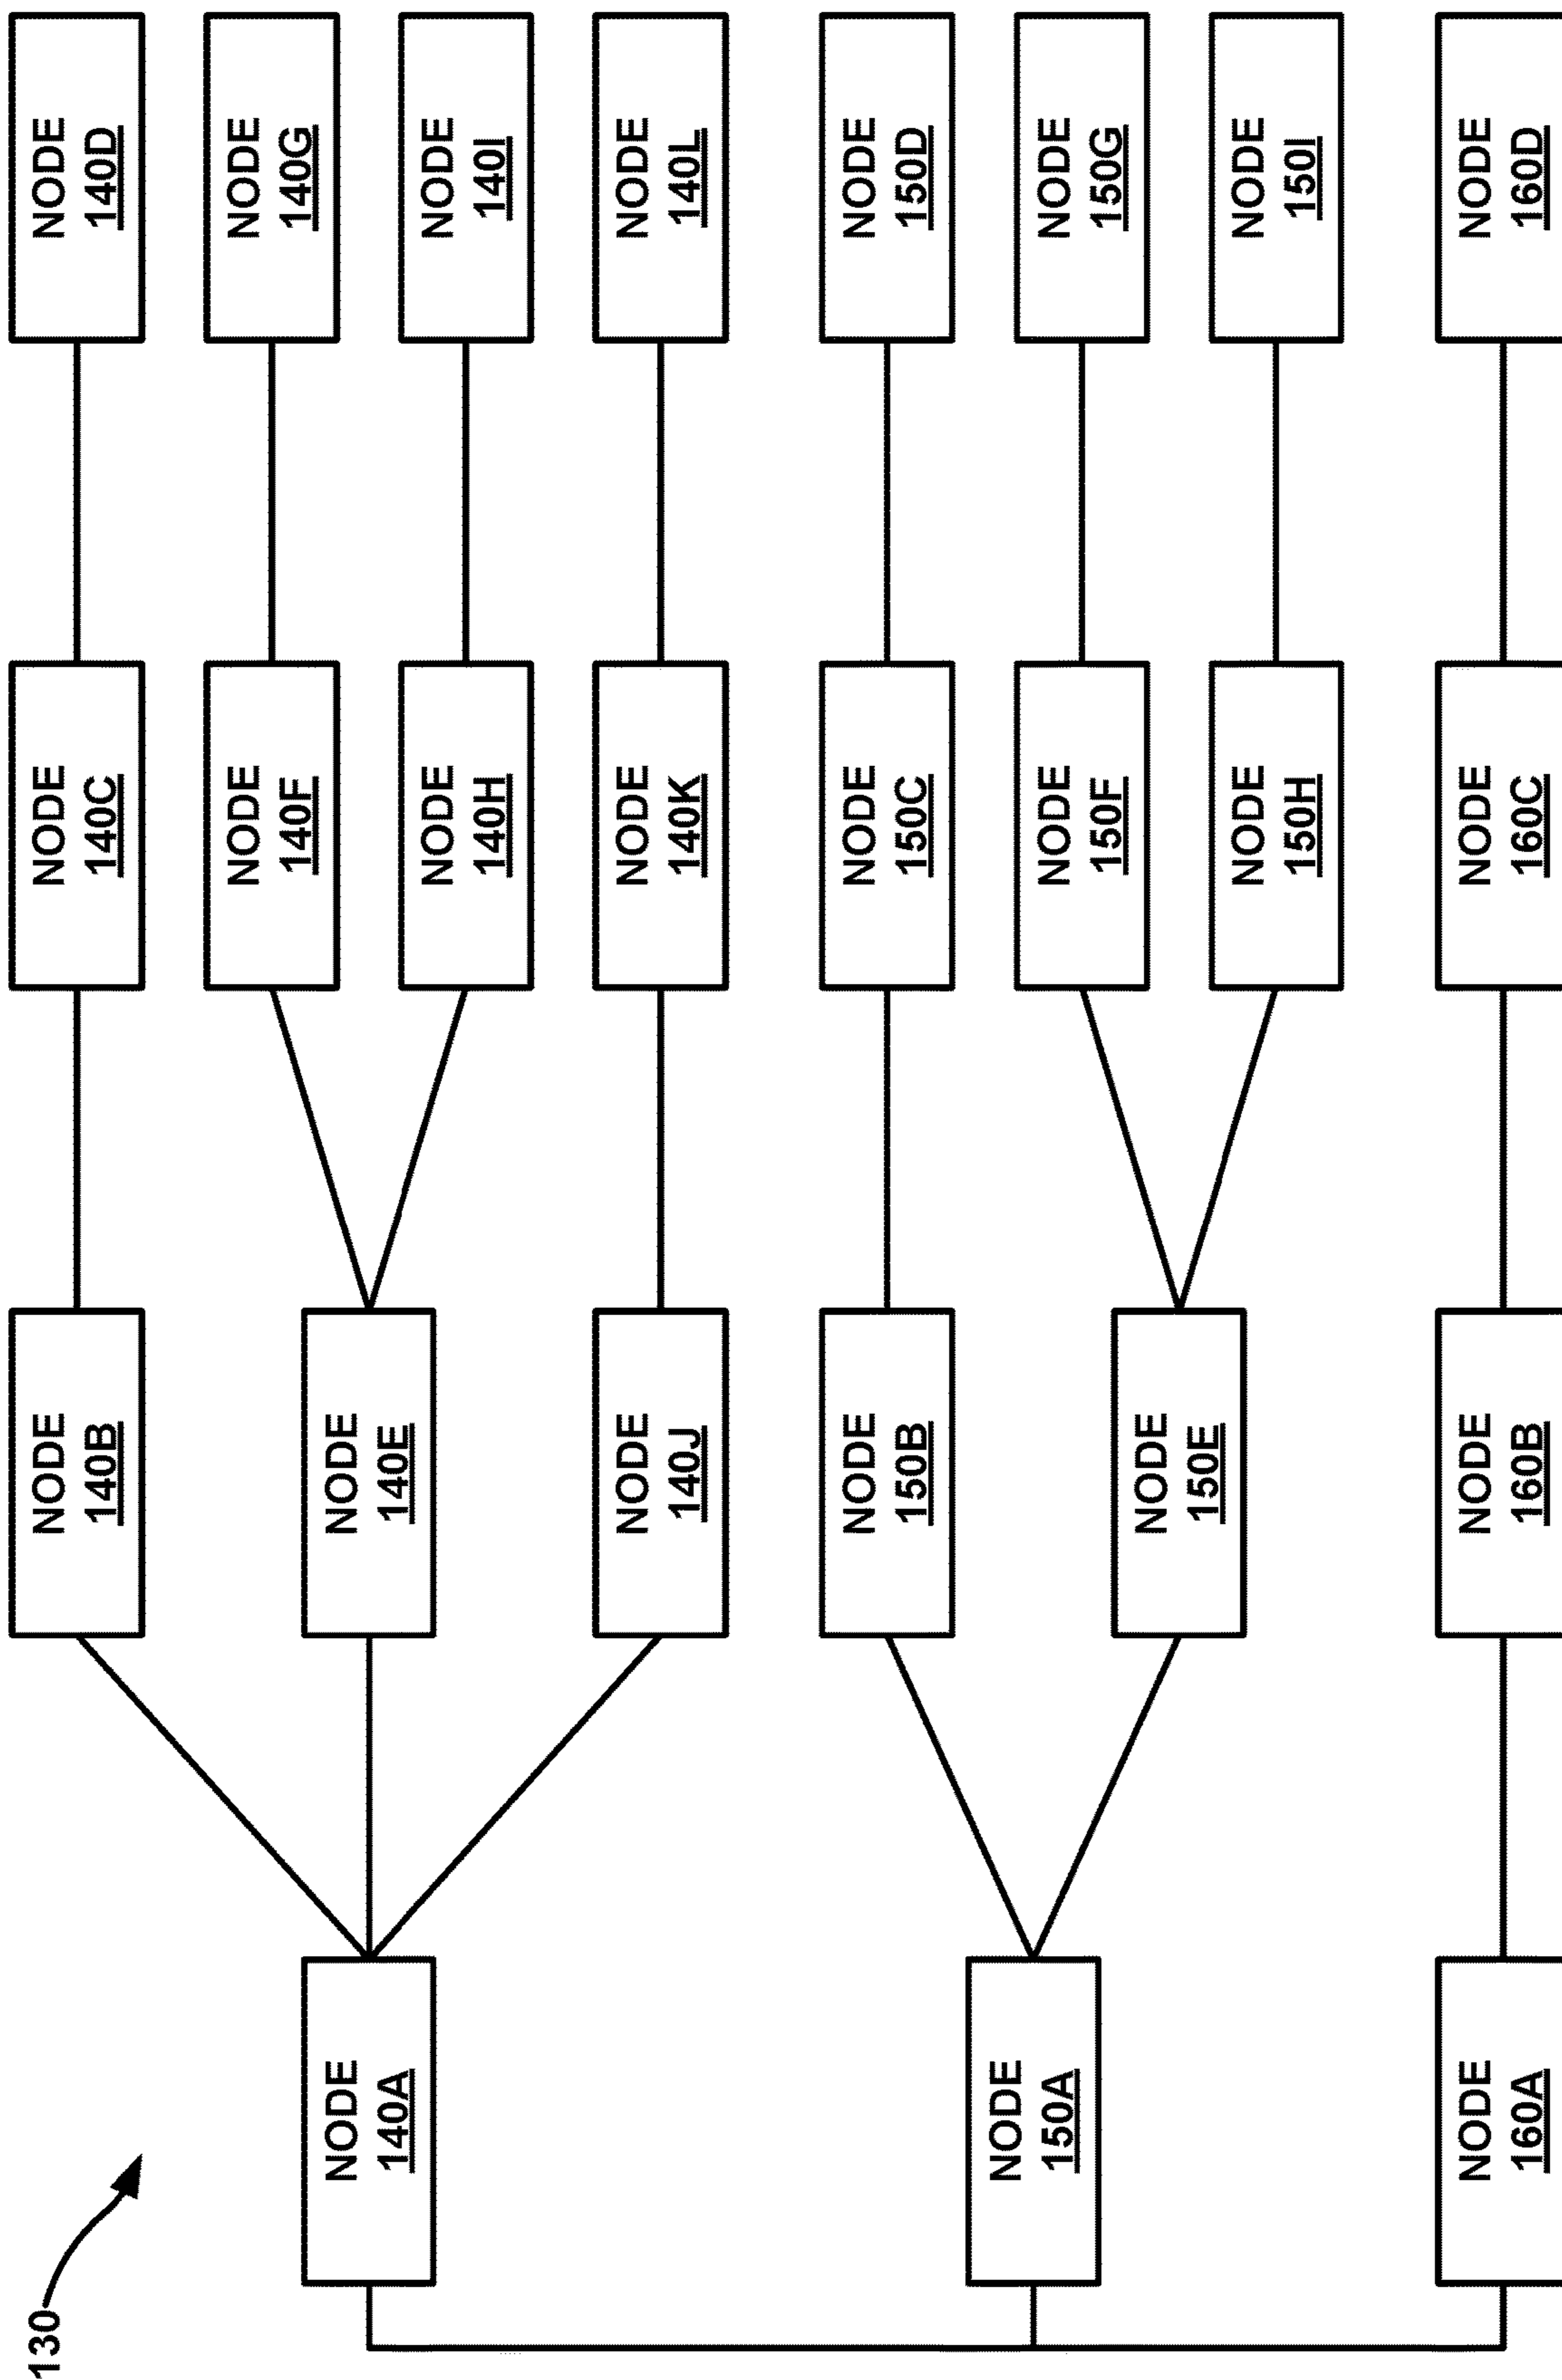 130
NODE
140A
NODE
140B
NODE
140C
NODE
140D
NODE
140E
NODE
140F
NODE
140G
NODE
140H
NODE
140I
NODE
140J
NODE
140K
NODE
140L
NODE
150A
NODE
150B
NODE
150C
NODE
150D
NODE
150E
NODE
150F
NODE
150G
NODE
150H
NODE
150I
NODE
160A
NODE
160B
NODE
160C
NODE
160D